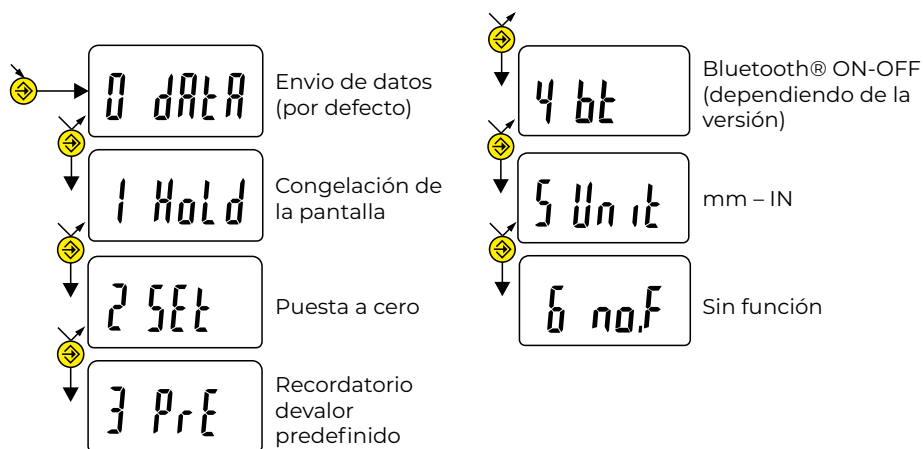 0 dAtA
Envio de datos
(por defecto)
1 HoLd
Congelación de
la pantalla
2 SEt
Puesta a cero
3 PrE
Recordatorio
devalor
predefinido
4 bt
Bluetooth® ON-OFF
(dependiendo de la
versión)
5 Unit
mm – IN
6 no.F
Sin función